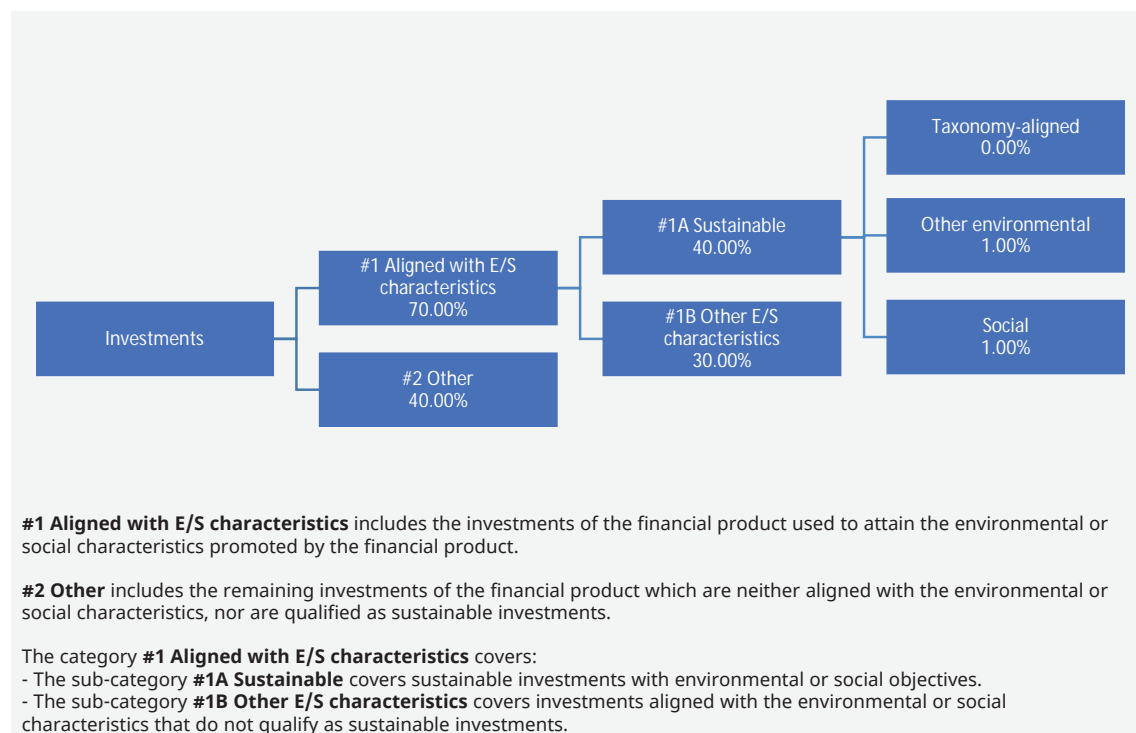 Taxonomy-aligned
0.00%
#1A Sustainable
40.00%
Other environmental
1.00%
#1 Aligned with E/S
characteristics
70.00%
Investments
#1B Other E/S
characteristics
30.00%
Social
1.00%
#2 Other
40.00%
#1 Aligned with E/S characteristics includes the investments of the financial product used to attain the environmental or
social characteristics promoted by the financial product.
#2 Other includes the remaining investments of the financial product which are neither aligned with the environmental or
social characteristics, nor are qualified as sustainable investments.
The category #1 Aligned with E/S characteristics covers:
- The sub-category #1A Sustainable covers sustainable investments with environmental or social objectives.
- The sub-category #1B Other E/S characteristics covers investments aligned with the environmental or social
characteristics that do not qualify as sustainable investments.